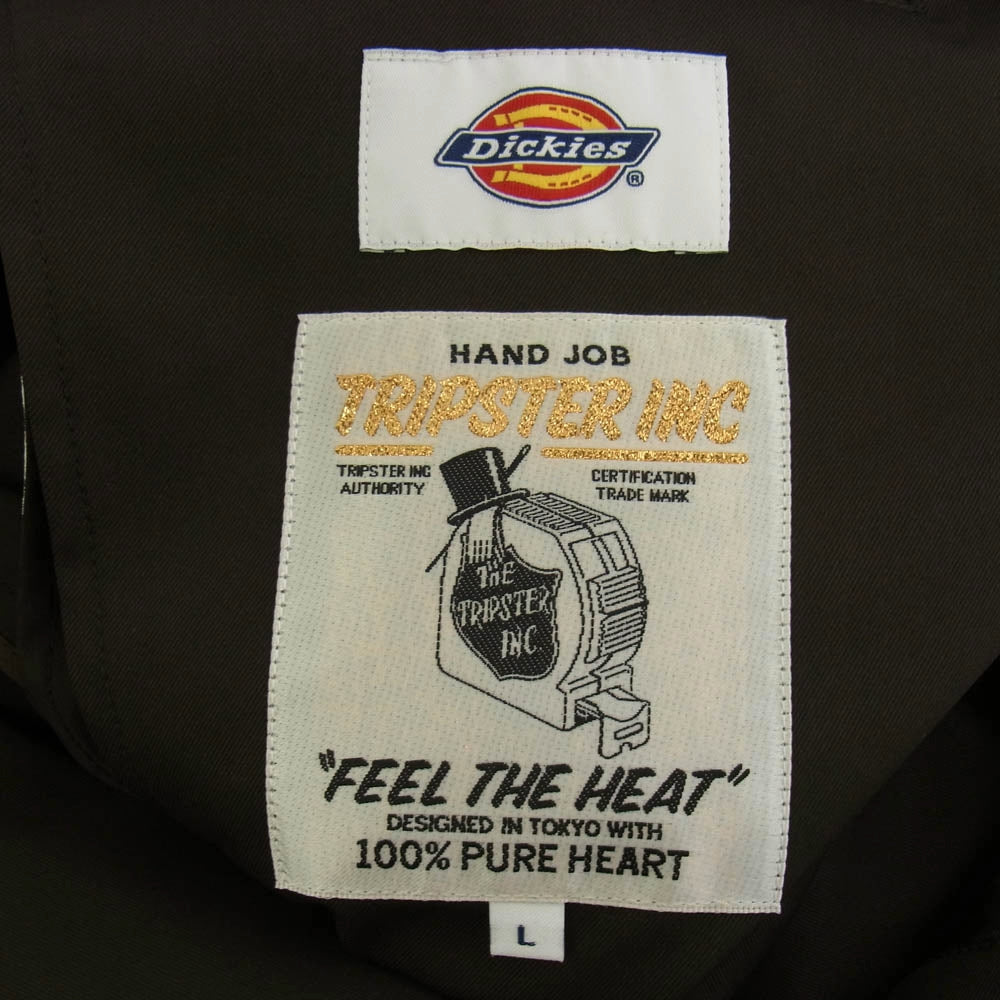 Dickies®
HAND JOB
TRIPSTER INC
TRIPSTER INC
AUTHORITY
CERTIFICATION
TRADE MARK
THE
TRIPSTER
INC
"FEEL THE HEAT"
DESIGNED IN TOKYO WITH
100% PURE HEART
L